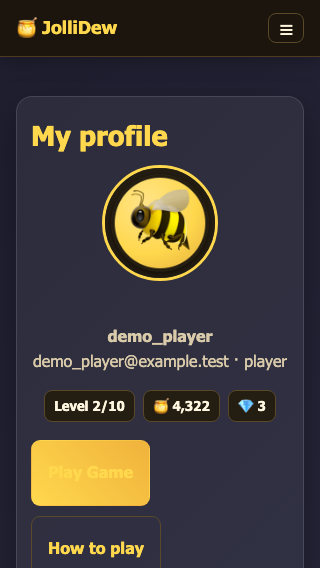 JolliDew
My profile
demo_player
demo_player@example.test · player
Level 2/10
4,322
3
Play Game
How to play